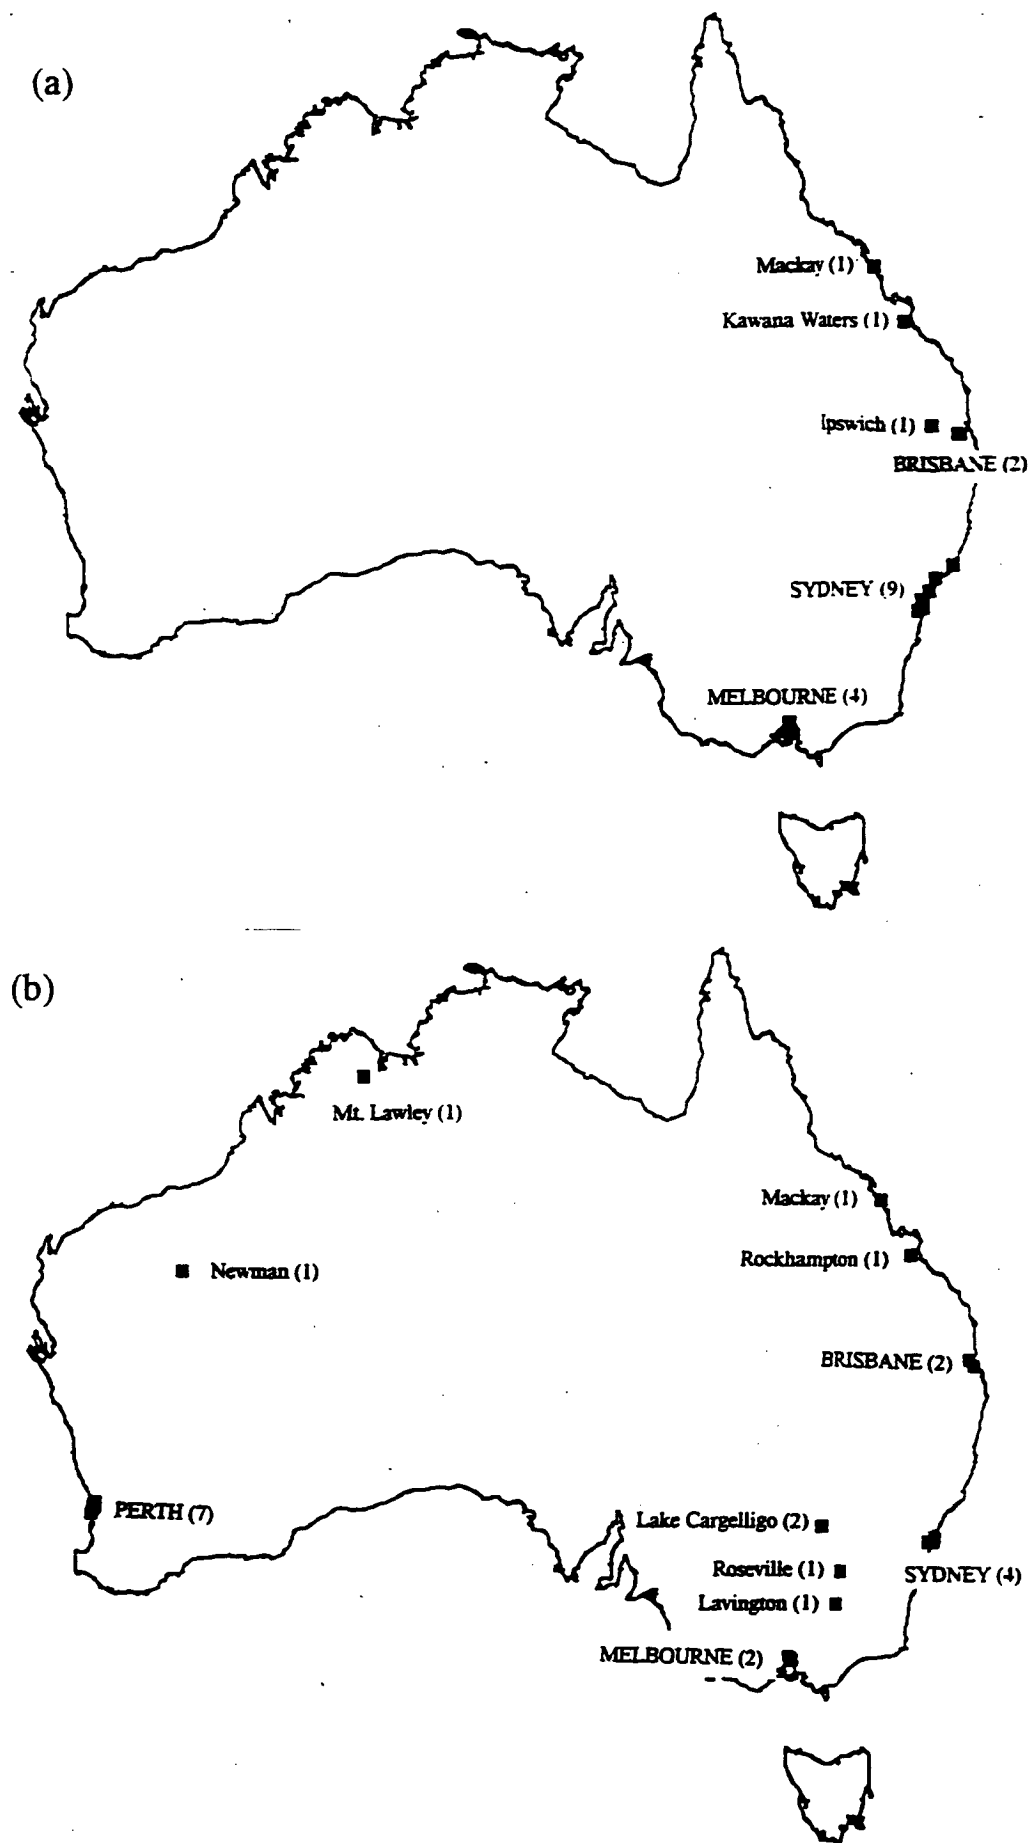 (a)
Mackay (1)
Kawana Waters (1)
Ipswich (1)
BRISBANE (2)
SYDNEY (9)
MELBOURNE (4)
(b)
Mt. Lawley (1)
Mackay (1)
Rockhampton (1)
Newman (1)
BRISBANE (2)
PERTH (7)
Lake Cargelligo (2)
Roseville (1)
SYDNEY (4)
Lavington (1)
MELBOURNE (2)